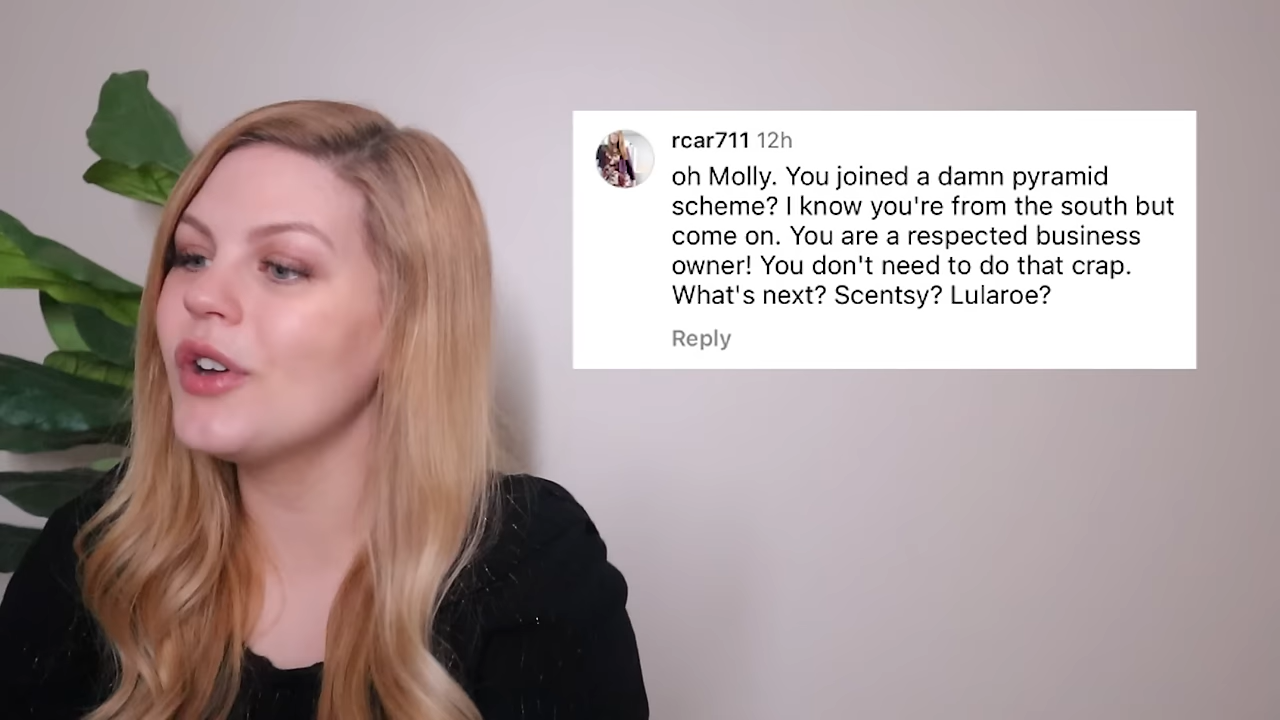 rcar711 12h
oh Molly. You joined a damn pyramid
scheme? I know you're from the south but
come on. You are a respected business
owner! You don't need to do that crap.
What's next? Scentsy? Lularoe?
Reply